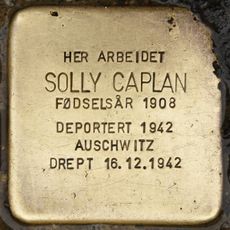 HER ARBEIDET
SOLLY CAPLAN
FØDSELSÅR 1908
DEPORTERT 1942
AUSCHWITZ
DREPT 16.12.1942